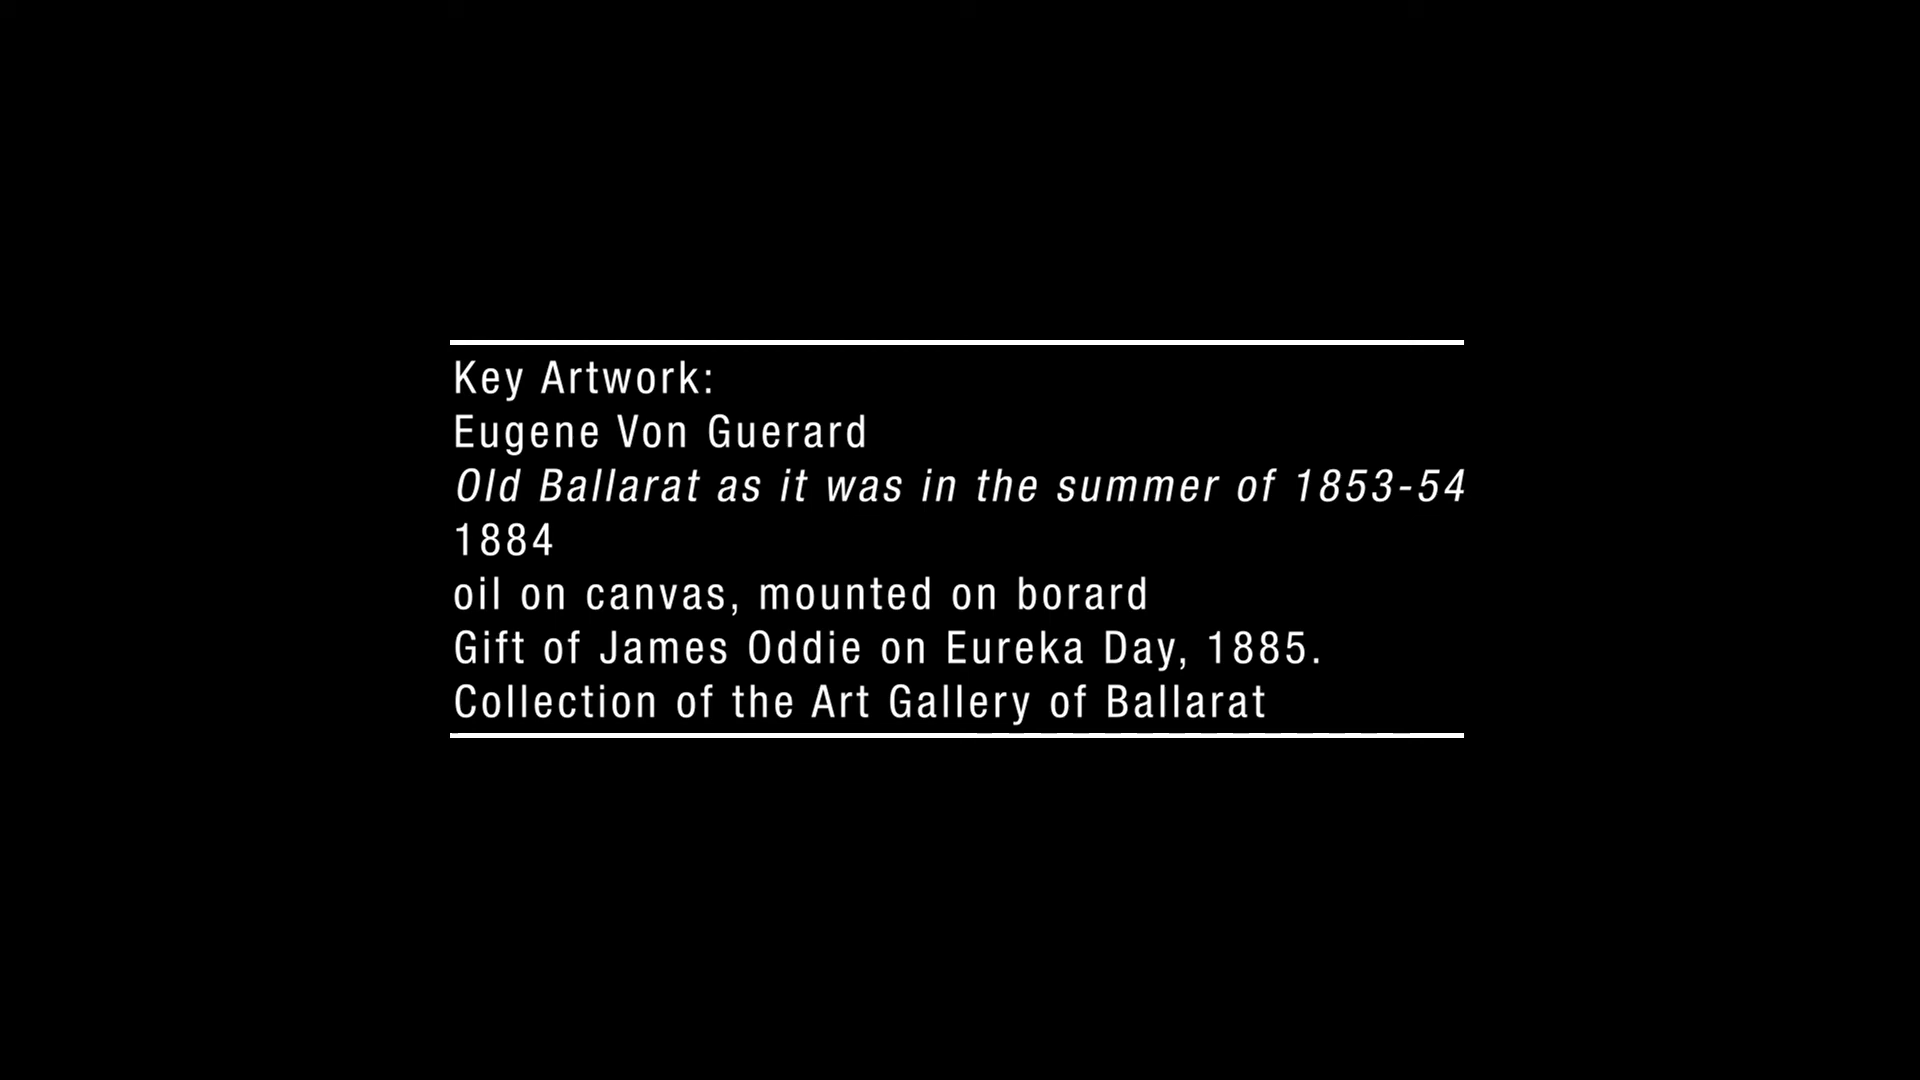 Key Artwork:
Eugene Von Guerard
Old Ballarat as it was in the summer of 1853-54
1884
oil on canvas, mounted on borard
Gift of James Oddie on Eureka Day, 1885.
Collection of the Art Gallery of Ballarat